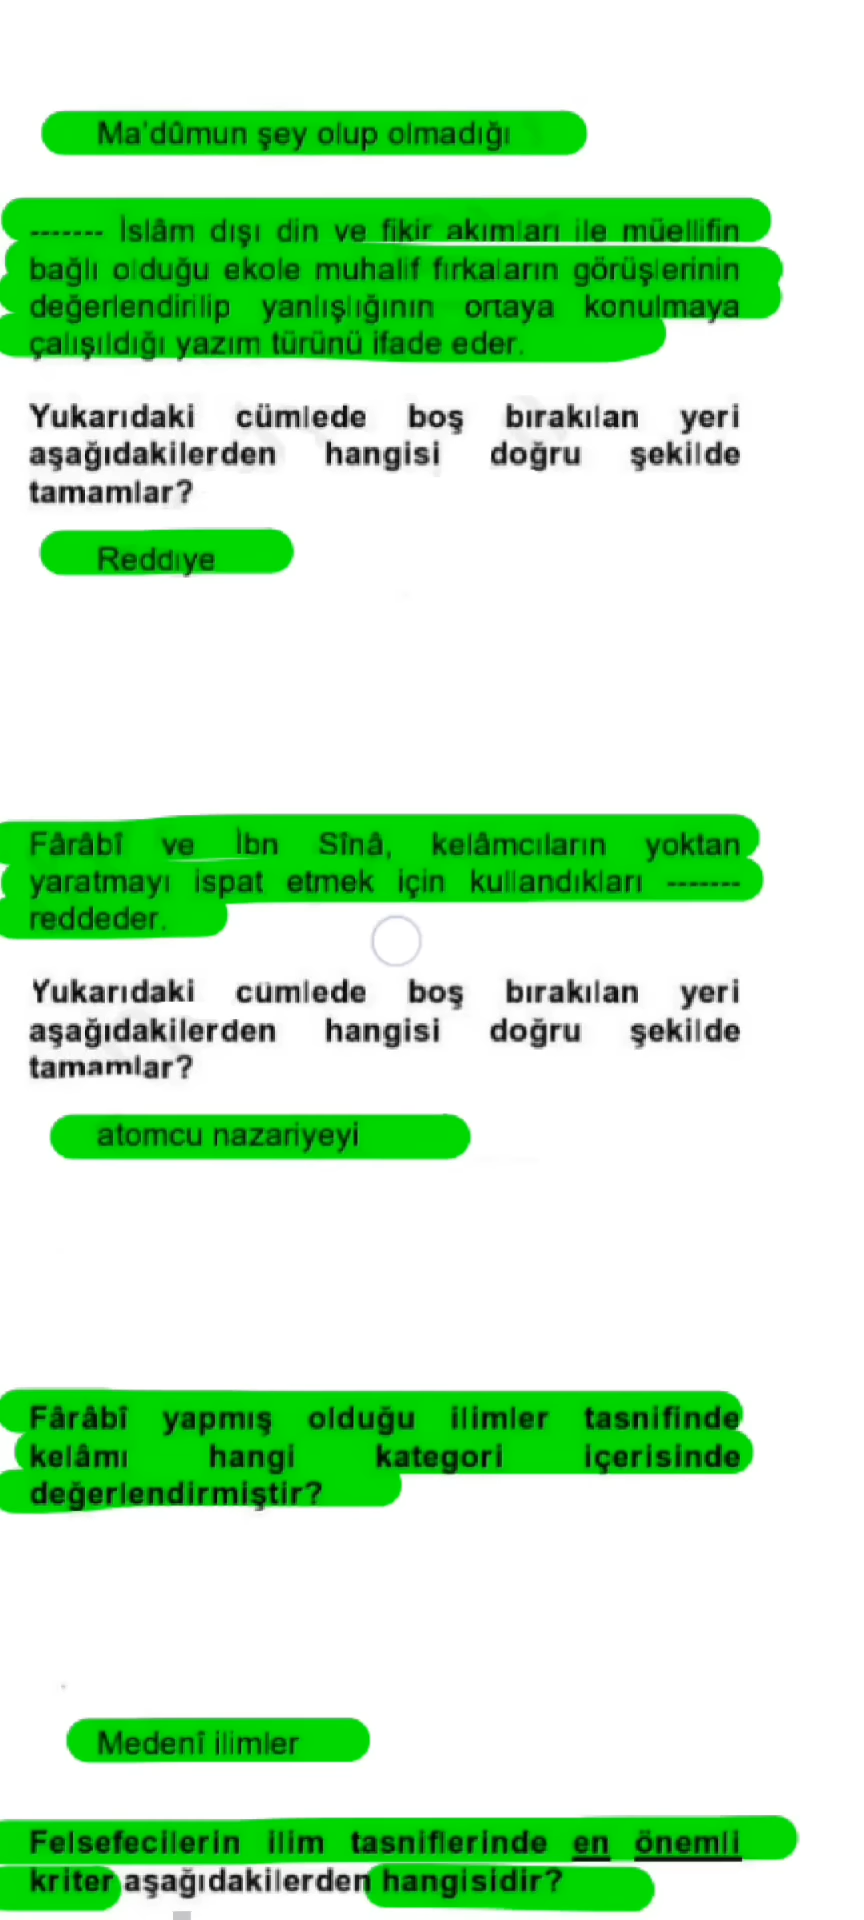 Ma'dûmun şey olup olmadığı
------- İslâm dışı din ve fikir akımları ile müellifin
bağlı olduğu ekole muhalif fırkaların görüşlerinin
değerlendirilip yanlışlığının ortaya konulmaya
çalışıldığı yazım türünü ifade eder.
Yukarıdaki cümlede boş bırakılan yeri
aşağıdakilerden hangisi doğru şekilde
tamamlar?
Reddiye
Fârâbî ve İbn Sînâ, kelâmcıların yoktan
yaratmayı ispat etmek için kullandıkları -------
reddeder.
Yukarıdaki cümlede boş bırakılan yeri
aşağıdakilerden hangisi doğru şekilde
tamamlar?
atomcu nazariyeyi
Fârâbî yapmış olduğu ilimler tasnifinde
kelâmı hangi kategori içerisinde
değerlendirmiştir?
Medenî ilimler
Felsefecilerin ilim tasniflerinde en önemli
kriter aşağıdakilerden hangisidir?